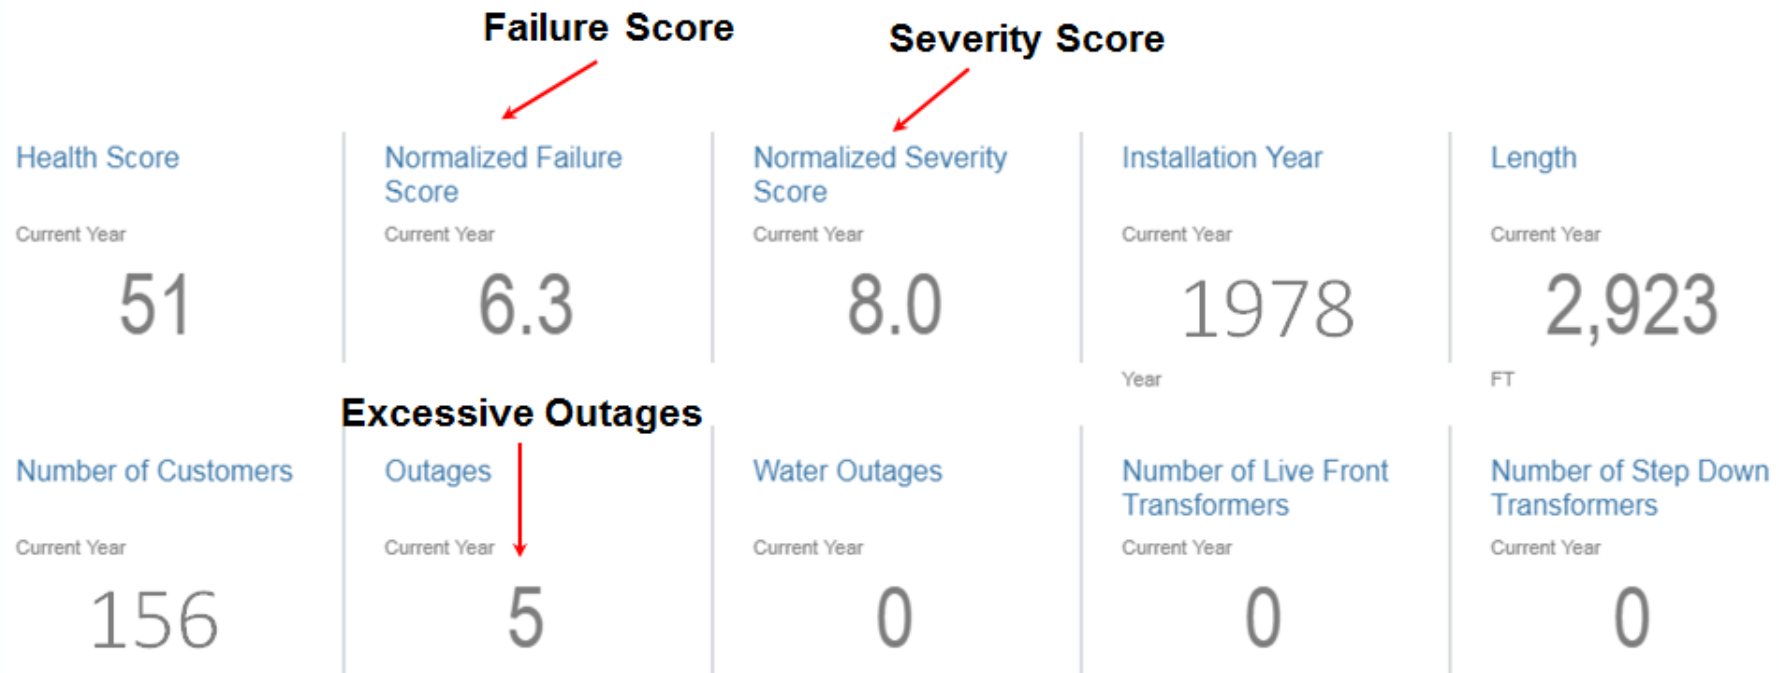 Failure Score
Severity Score
Health Score
Normalized Failure
Score
Normalized Severity
Score
Installation Year
Length
Current Year
Current Year
Current Year
Current Year
Current Year
51
6.3
8.0
1978
2,923
Year
FT
Excessive Outages
Number of Customers
Outages
Water Outages
Number of Live Front
Transformers
Number of Step Down
Transformers
Current Year
Current Year
Current Year
Current Year
Current Year
156
5
0
0
0